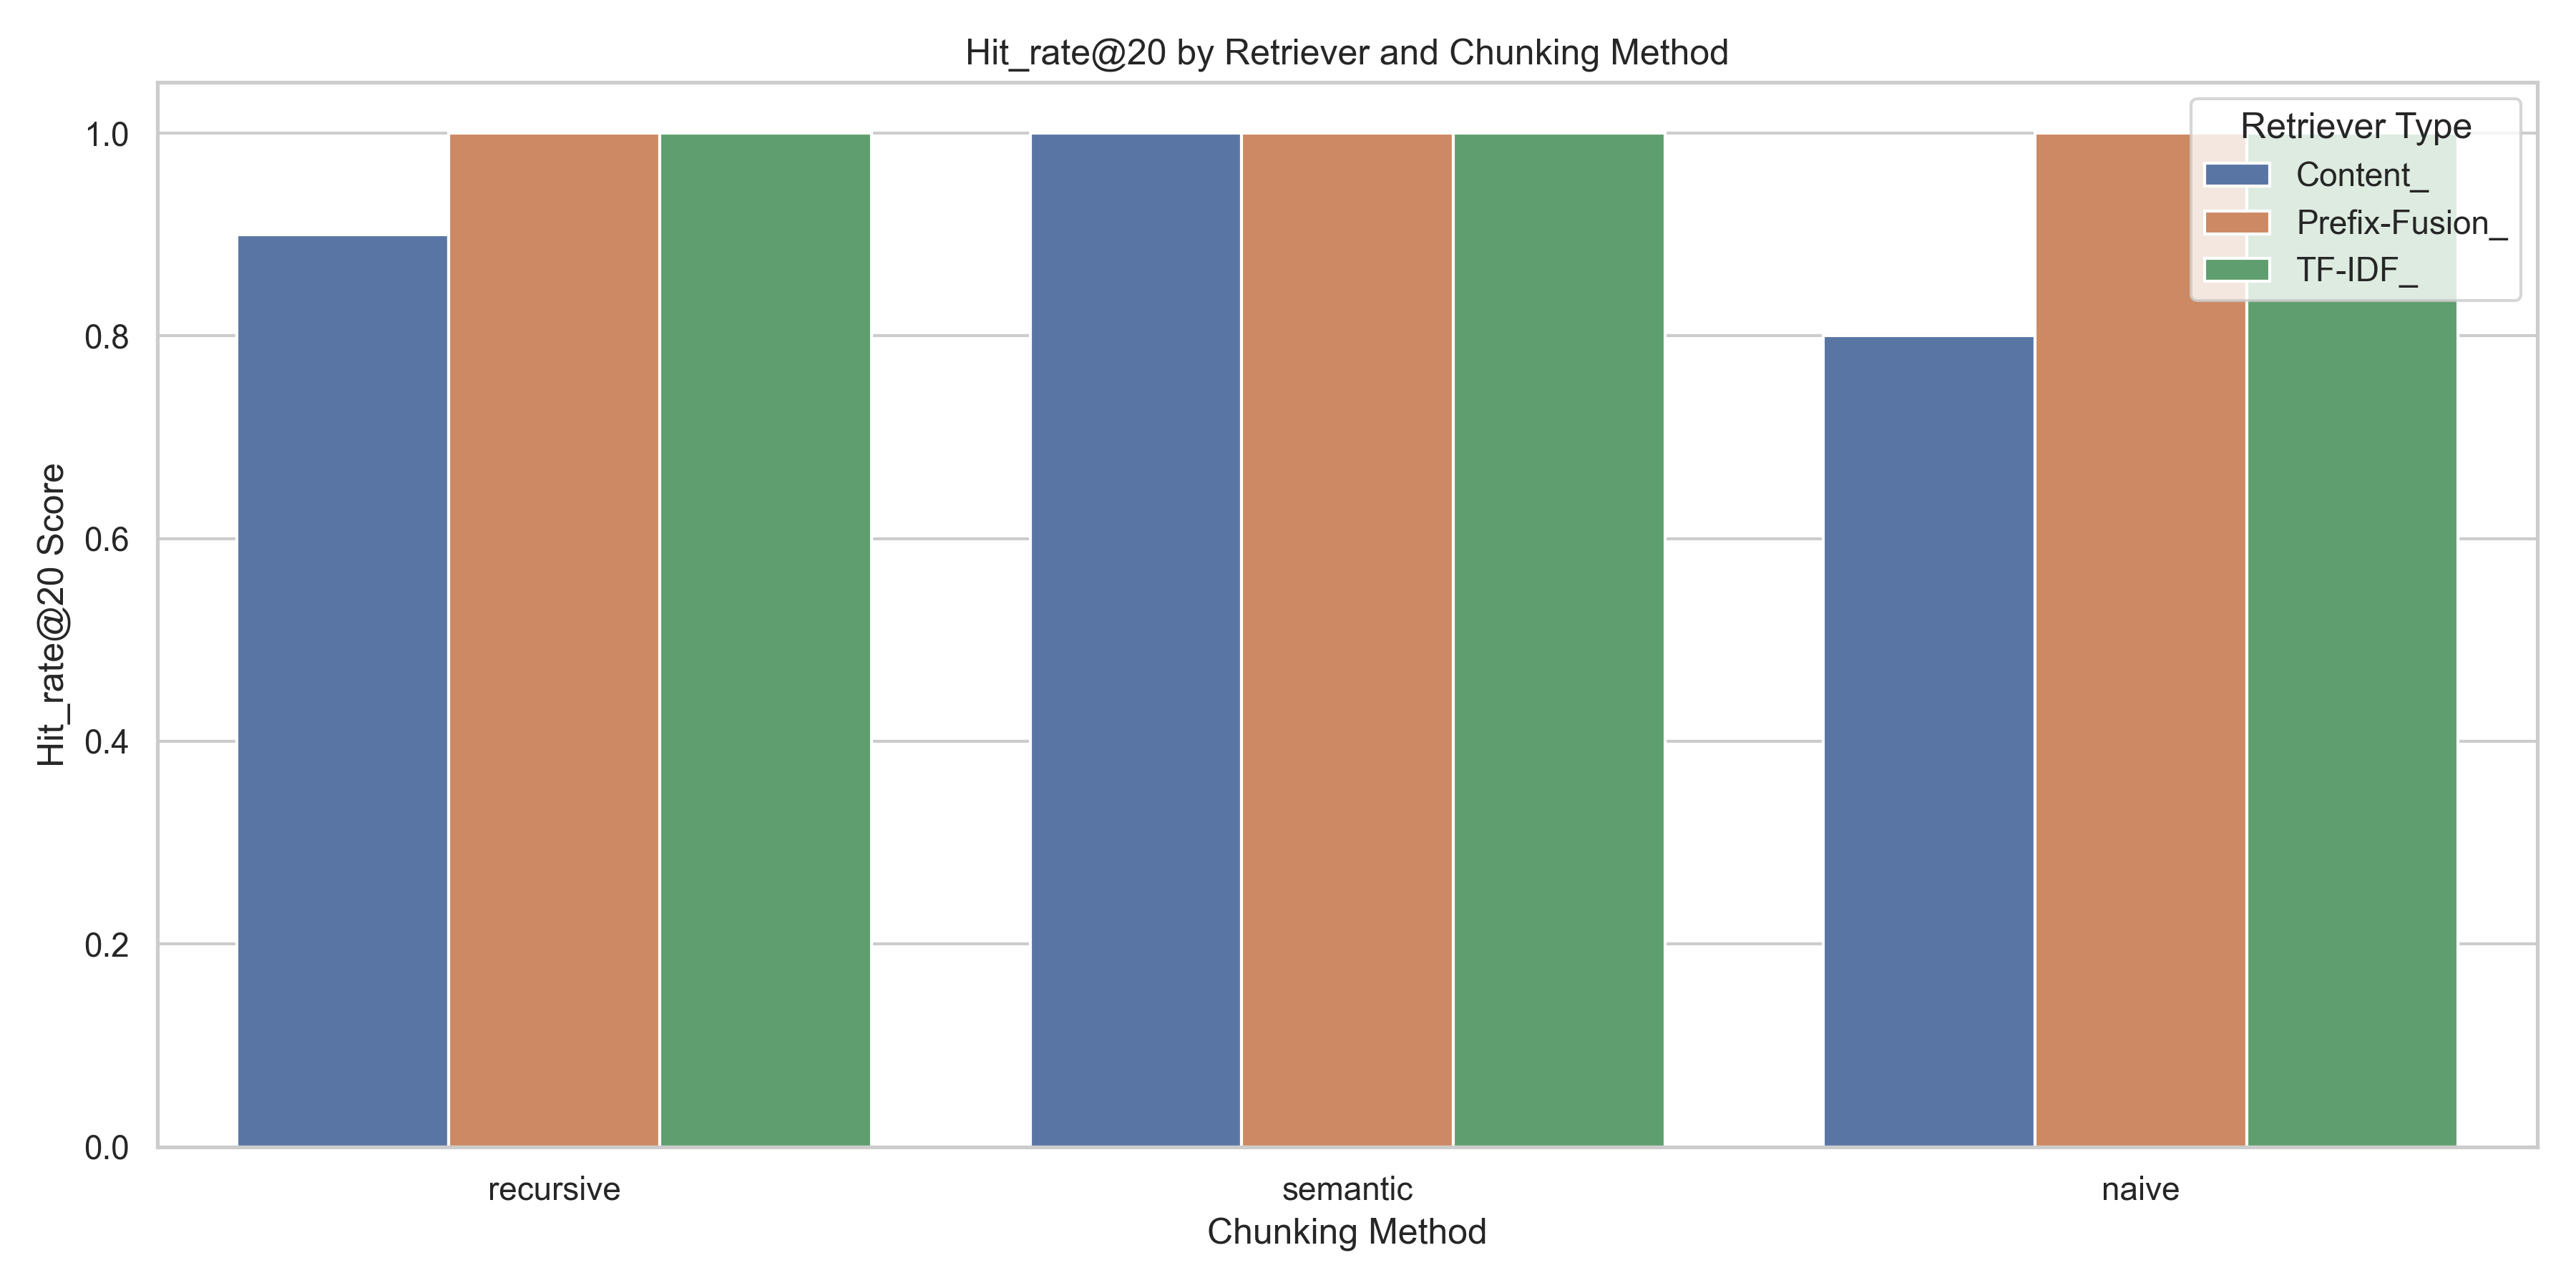 Hit_rate@20 by Retriever and Chunking Method
Retriever Type
Content_
Prefix-Fusion_
TF-IDF_
Hit_rate@20 Score
1.0
0.8
0.6
0.4
0.2
0.0
recursive
semantic
naive
Chunking Method